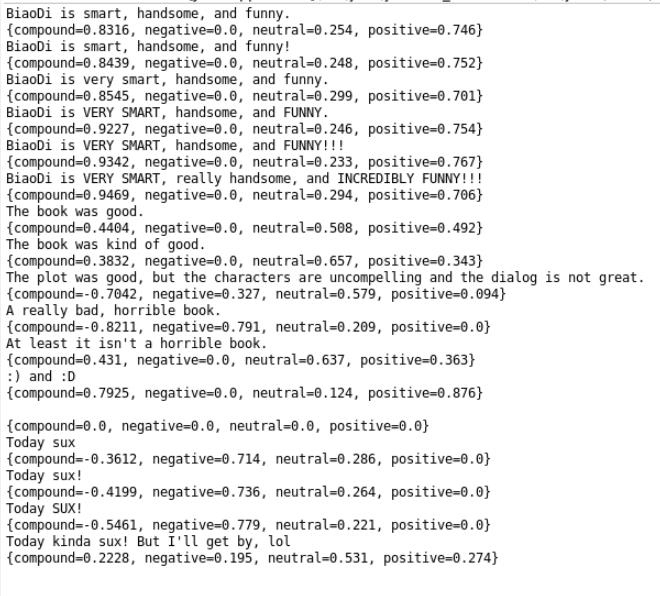 BiaoDi is smart, handsome, and funny.
{compound=0.8316, negative=0.0, neutral=0.254, positive=0.746}
BiaoDi is smart, handsome, and funny!
{compound=0.8439, negative=0.0, neutral=0.248, positive=0.752}
BiaoDi is very smart, handsome, and funny.
{compound=0.8545, negative=0.0, neutral=0.299, positive=0.701}
BiaoDi is VERY SMART, handsome, and FUNNY.
{compound=0.9227, negative=0.0, neutral=0.246, positive=0.754}
BiaoDi is VERY SMART, handsome, and FUNNY!!!
{compound=0.9342, negative=0.0, neutral=0.233, positive=0.767}
BiaoDi is VERY SMART, really handsome, and INCREDIBLY FUNNY!!!
{compound=0.9469, negative=0.0, neutral=0.294, positive=0.706}
The book was good.
{compound=0.4404, negative=0.0, neutral=0.508, positive=0.492}
The book was kind of good.
{compound=0.3832, negative=0.0, neutral=0.657, positive=0.343}
The plot was good, but the characters are uncompelling and the dialog is not great.
{compound=-0.7042, negative=0.327, neutral=0.579, positive=0.094}
A really bad, horrible book.
{compound=-0.8211, negative=0.791, neutral=0.209, positive=0.0}
At least it isn't a horrible book.
{compound=0.431, negative=0.0, neutral=0.637, positive=0.363}
:) and :D
{compound=0.7925, negative=0.0, neutral=0.124, positive=0.876}
{compound=0.0, negative=0.0, neutral=0.0, positive=0.0}
Today sux
{compound=-0.3612, negative=0.714, neutral=0.286, positive=0.0}
Today sux!
{compound=-0.4199, negative=0.736, neutral=0.264, positive=0.0}
Today SUX!
{compound=-0.5461, negative=0.779, neutral=0.221, positive=0.0}
Today kinda sux! But I'll get by, lol
{compound=0.2228, negative=0.195, neutral=0.531, positive=0.274}